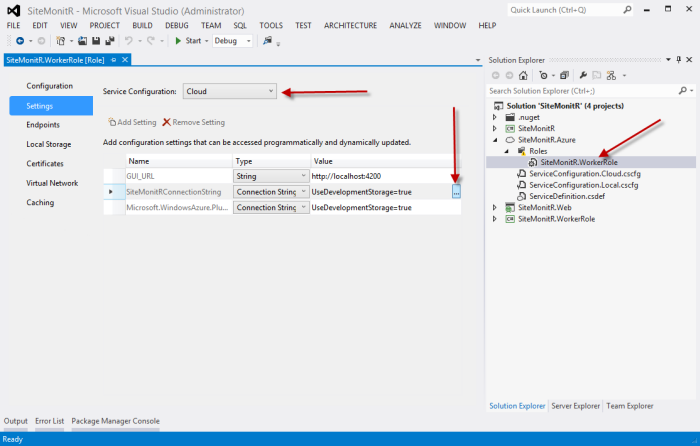 SiteMonitR - Microsoft Visual Studio (Administrator)
Quick Launch (Ctrl+Q)
FILE EDIT VIEW PROJECT BUILD DEBUG TEAM SQL TOOLS TEST ARCHITECTURE ANALYZE WINDOW HELP
Start Debug
SiteMonitR.WorkerRole [Role]
Configuration
Settings
Endpoints
Local Storage
Certificates
Virtual Network
Caching
Service Configuration: Cloud
Add Setting Remove Setting
Add configuration settings that can be accessed programmatically and dynamically updated.
Name Type Value
GUI_URL String http://localhost:4200
SiteMonitRConnectionString Connection String UseDevelopmentStorage=true ...
Microsoft.WindowsAzure.Plu... Connection String UseDevelopmentStorage=true
Solution Explorer
Search Solution Explorer (Ctrl+;)
Solution 'SiteMonitR' (4 projects)
.nuget
SiteMonitR
SiteMonitR.Azure
Roles
SiteMonitR.WorkerRole
ServiceConfiguration.Cloud.cscfg
ServiceConfiguration.Local.cscfg
ServiceDefinition.csdef
SiteMonitR.Web
SiteMonitR.WorkerRole
Solution Explorer Server Explorer Team Explorer
Output Error List Package Manager Console
Ready